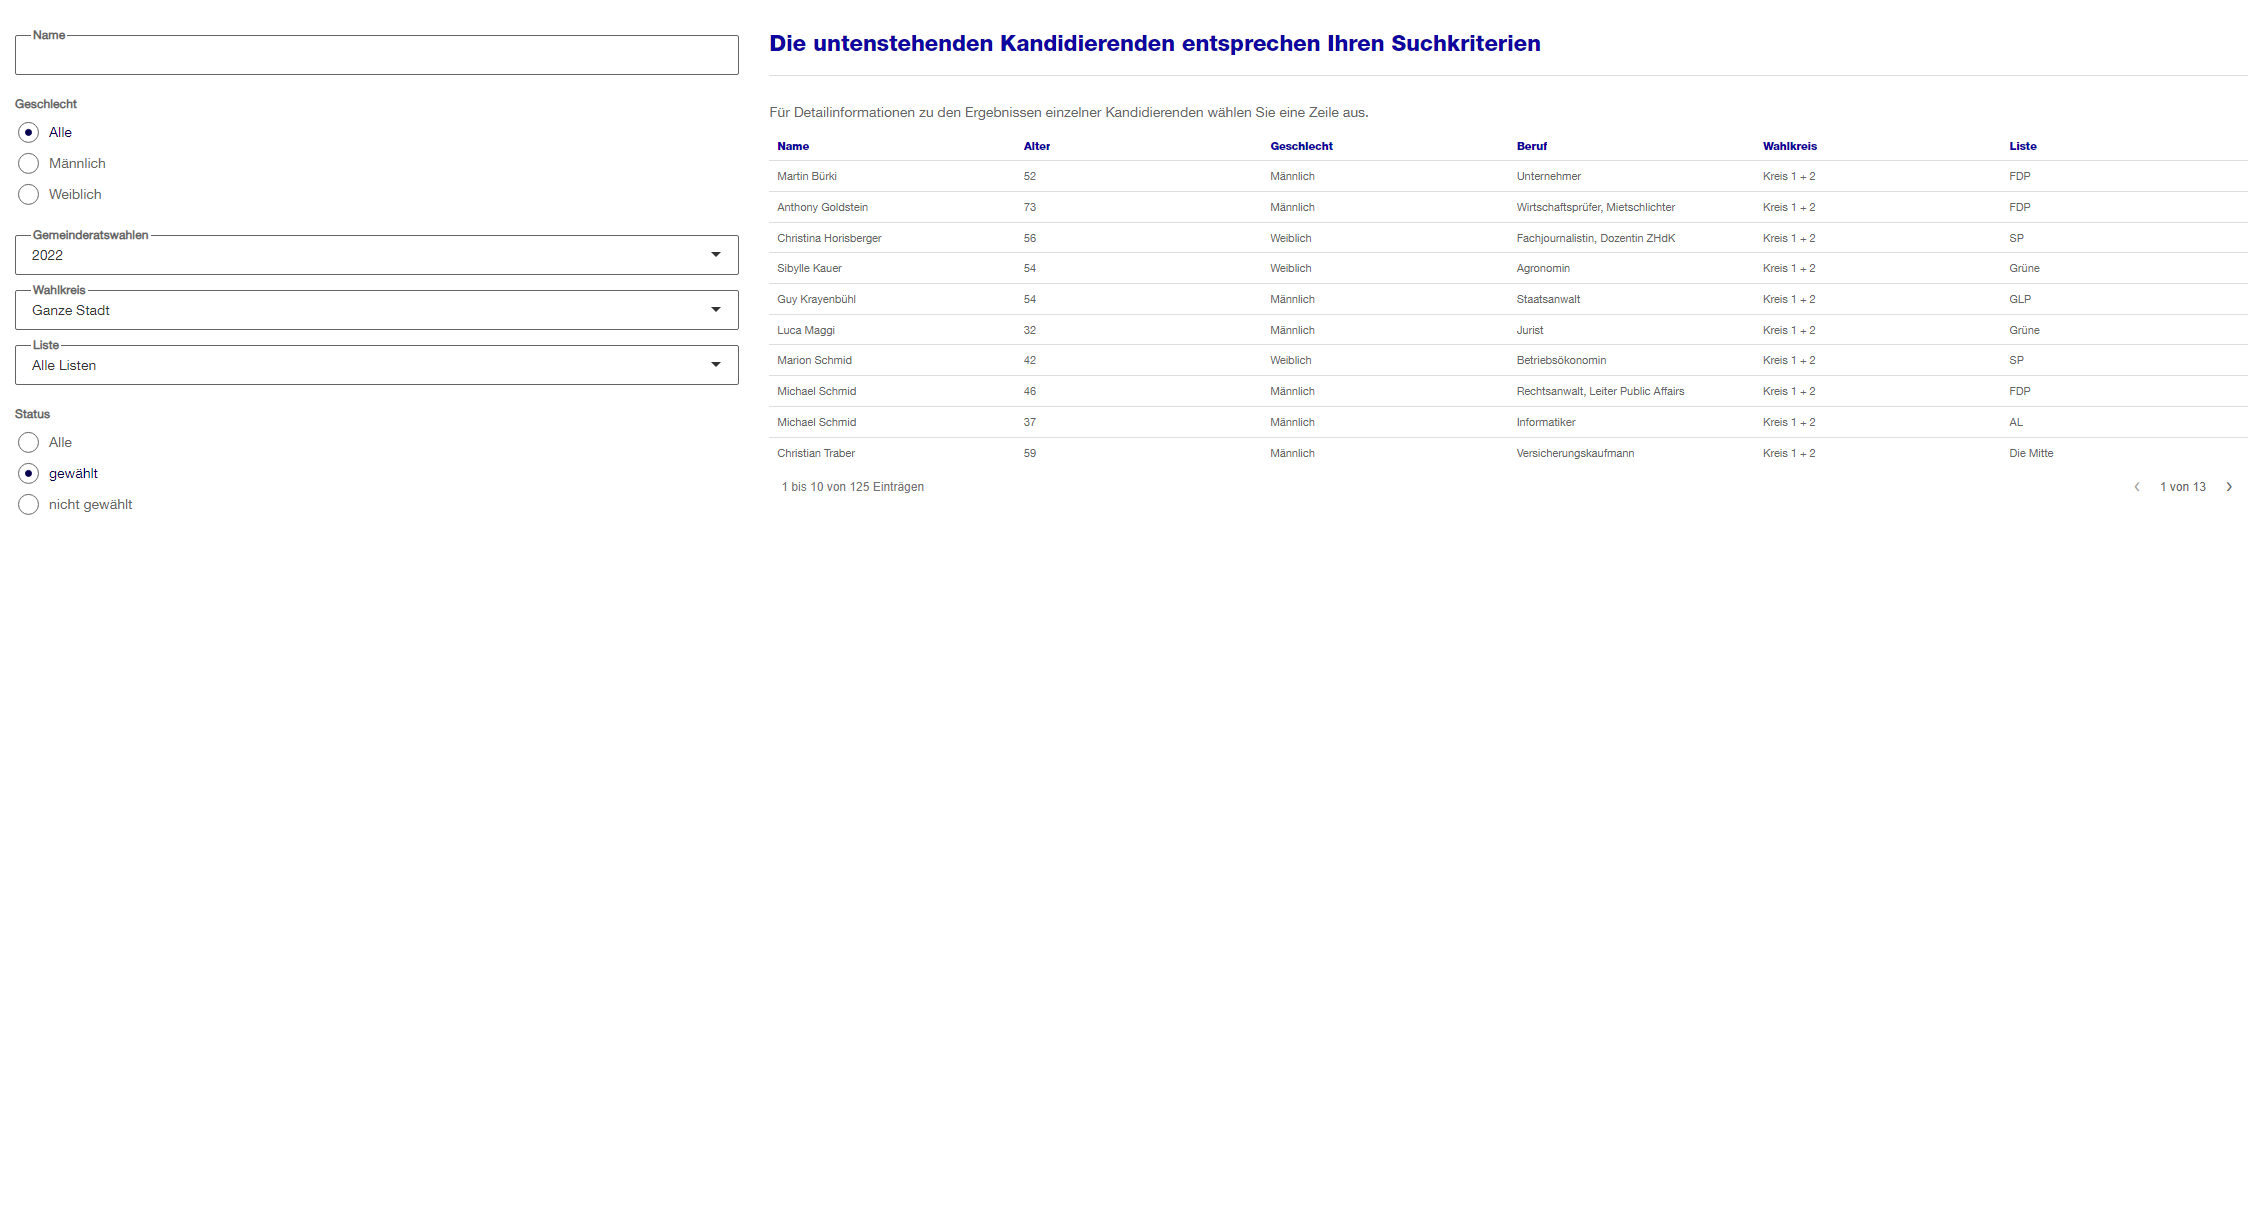 Name
Geschlecht
Alle
Männlich
Weiblich
Gemeinderatswahlen
2022
Wahlkreis
Ganze Stadt
Liste
Alle Listen
Status
Alle
gewählt
nicht gewählt
Die untenstehenden Kandidierenden entsprechen Ihren Suchkriterien
Für Detailinformationen zu den Ergebnissen einzelner Kandidierenden wählen Sie eine Zeile aus.
Name Alter Geschlecht Beruf Wahlkreis Liste
Martin Bürki 52 Männlich Unternehmer Kreis 1 + 2 FDP
Anthony Goldstein 73 Männlich Wirtschaftsprüfer, Mietschlichter Kreis 1 + 2 FDP
Christina Horisberger 56 Weiblich Fachjournalistin, Dozentin ZHdK Kreis 1 + 2 SP
Sibylle Kauer 54 Weiblich Agronomin Kreis 1 + 2 Grüne
Guy Krayenbühl 54 Männlich Staatsanwalt Kreis 1 + 2 GLP
Luca Maggi 32 Männlich Jurist Kreis 1 + 2 Grüne
Marion Schmid 42 Weiblich Betriebsökonomin Kreis 1 + 2 SP
Michael Schmid 46 Männlich Rechtsanwalt, Leiter Public Affairs Kreis 1 + 2 FDP
Michael Schmid 37 Männlich Informatiker Kreis 1 + 2 AL
Christian Traber 59 Männlich Versicherungskaufmann Kreis 1 + 2 Die Mitte
1 bis 10 von 125 Einträgen 1 von 13